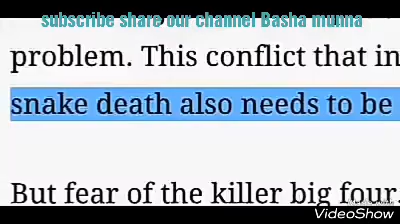 subscribe share our channel Basha munna
problem. This conflict that in
snake death also needs to be
But fear of the killer big four.
VideoShow